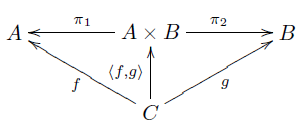 π₁ π₂
A A × B B
⟨f,g⟩
f g
C